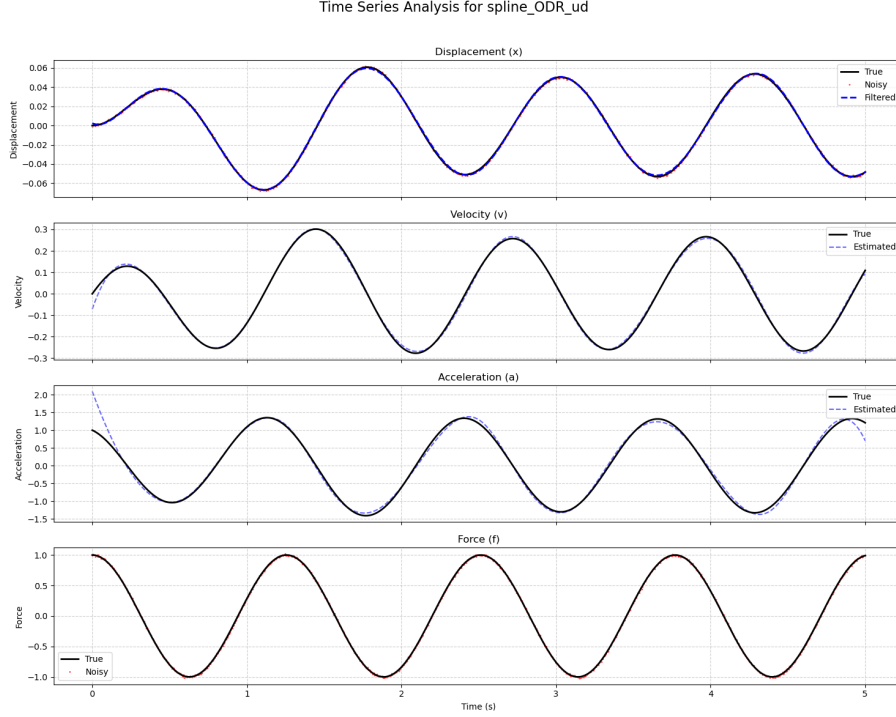 Time Series Analysis for spline_ODR_ud
Displacement (x)
Displacement
0.06
0.04
0.02
0.00
−0.02
−0.04
−0.06
True
Noisy
Filtered
Velocity (v)
Velocity
0.3
0.2
0.1
0.0
−0.1
−0.2
−0.3
True
Estimated
Acceleration (a)
Acceleration
2.0
1.5
1.0
0.5
0.0
−0.5
−1.0
−1.5
True
Estimated
Force (f)
Force
1.0
0.5
0.0
−0.5
−1.0
True
Noisy
0 1 2 3 4 5
Time (s)